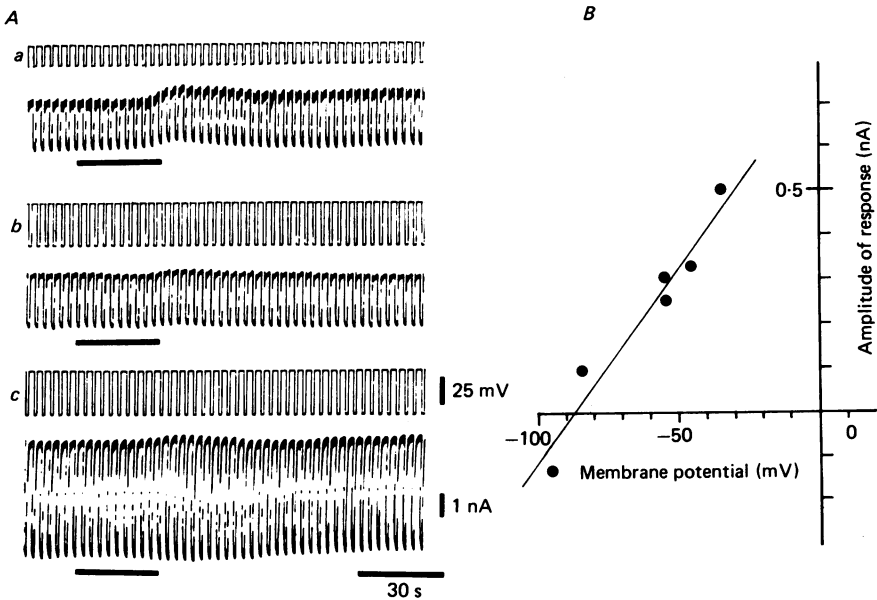 A
a
b
c
25 mV
1 nA
30 s
B
Amplitude of response (nA)
0·5
−100
−50
0
Membrane potential (mV)